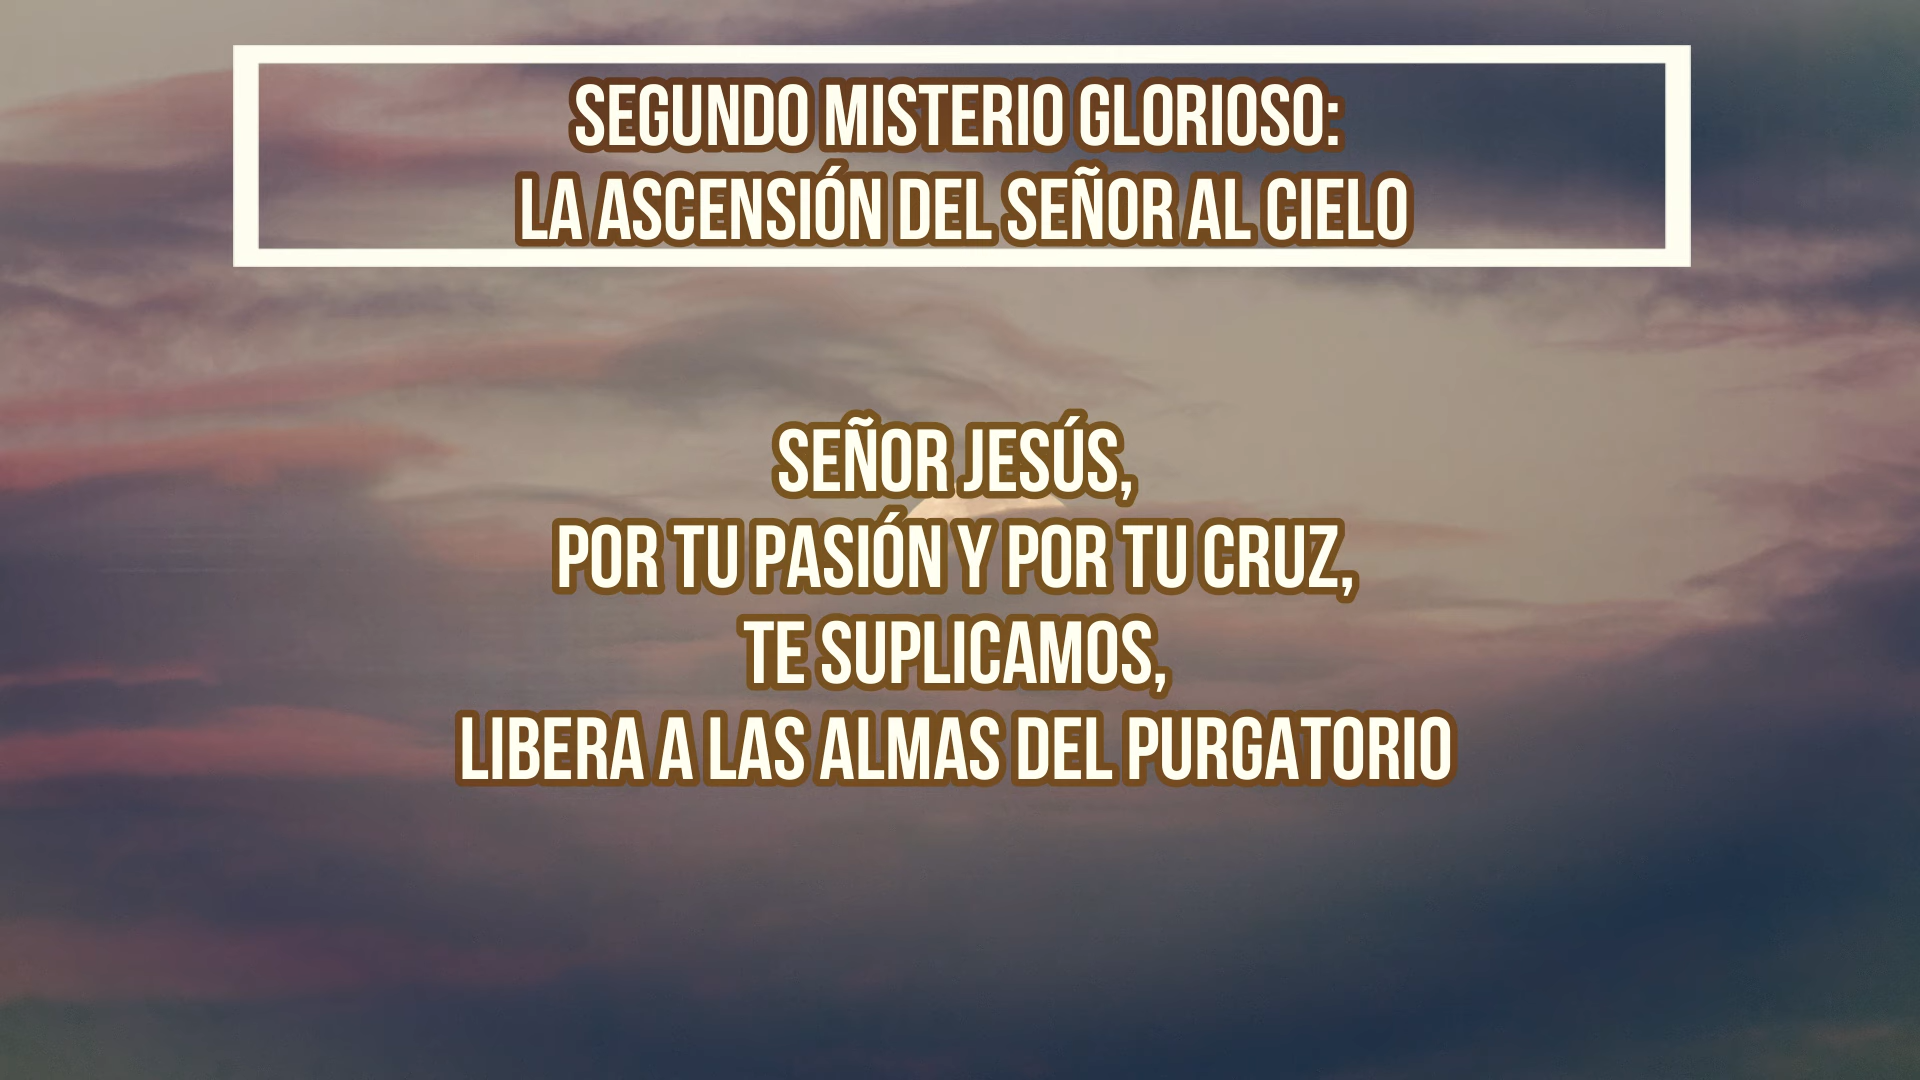 SEGUNDO MISTERIO GLORIOSO:
LA ASCENSIÓN DEL SEÑOR AL CIELO
SEÑOR JESÚS,
POR TU PASIÓN Y POR TU CRUZ,
TE SUPLICAMOS,
LIBERA A LAS ALMAS DEL PURGATORIO